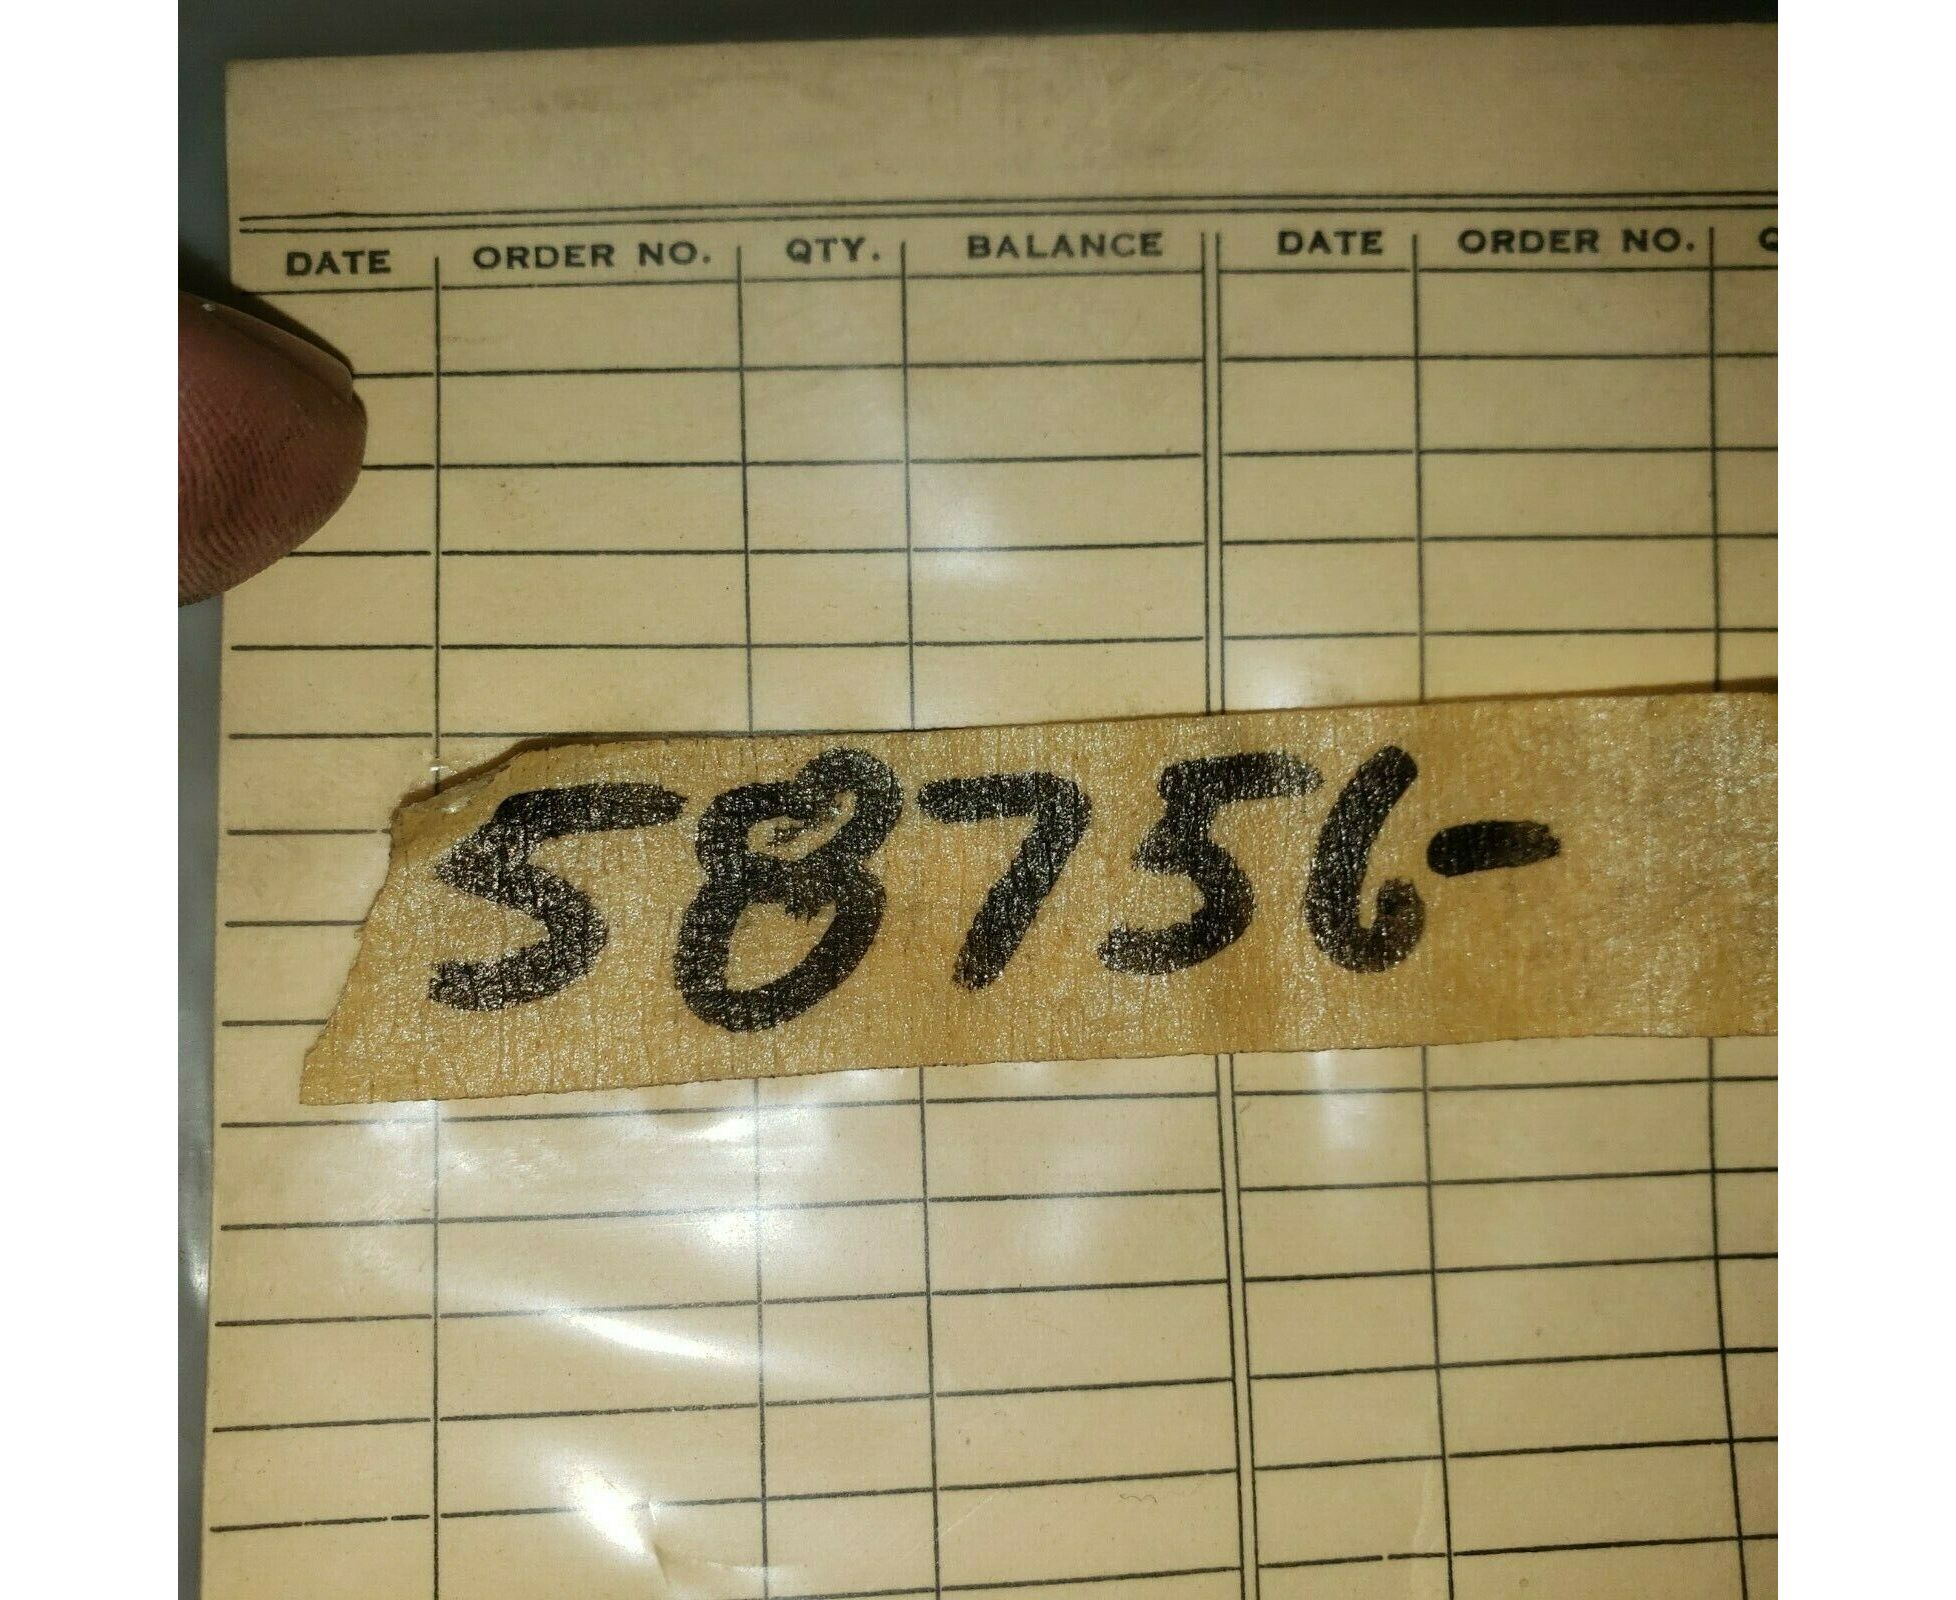 DATE ORDER NO. QTY. BALANCE DATE ORDER NO. Q
58756-